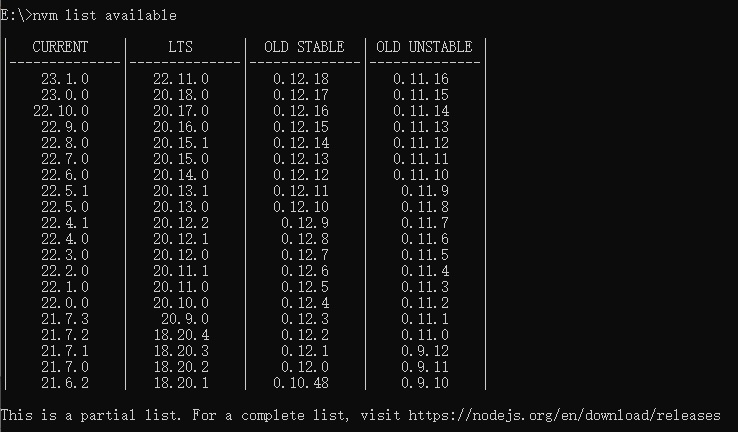 E:\>nvm list available
| CURRENT | LTS | OLD STABLE | OLD UNSTABLE |
|--------------|--------------|--------------|--------------|
| 23.1.0 | 22.11.0 | 0.12.18 | 0.11.16 |
| 23.0.0 | 20.18.0 | 0.12.17 | 0.11.15 |
| 22.10.0 | 20.17.0 | 0.12.16 | 0.11.14 |
| 22.9.0 | 20.16.0 | 0.12.15 | 0.11.13 |
| 22.8.0 | 20.15.1 | 0.12.14 | 0.11.12 |
| 22.7.0 | 20.15.0 | 0.12.13 | 0.11.11 |
| 22.6.0 | 20.14.0 | 0.12.12 | 0.11.10 |
| 22.5.1 | 20.13.1 | 0.12.11 | 0.11.9 |
| 22.5.0 | 20.13.0 | 0.12.10 | 0.11.8 |
| 22.4.1 | 20.12.2 | 0.12.9 | 0.11.7 |
| 22.4.0 | 20.12.1 | 0.12.8 | 0.11.6 |
| 22.3.0 | 20.12.0 | 0.12.7 | 0.11.5 |
| 22.2.0 | 20.11.1 | 0.12.6 | 0.11.4 |
| 22.1.0 | 20.11.0 | 0.12.5 | 0.11.3 |
| 22.0.0 | 20.10.0 | 0.12.4 | 0.11.2 |
| 21.7.3 | 20.9.0 | 0.12.3 | 0.11.1 |
| 21.7.2 | 18.20.4 | 0.12.2 | 0.11.0 |
| 21.7.1 | 18.20.3 | 0.12.1 | 0.9.12 |
| 21.7.0 | 18.20.2 | 0.12.0 | 0.9.11 |
| 21.6.2 | 18.20.1 | 0.10.48 | 0.9.10 |
This is a partial list. For a complete list, visit https://nodejs.org/en/download/releases